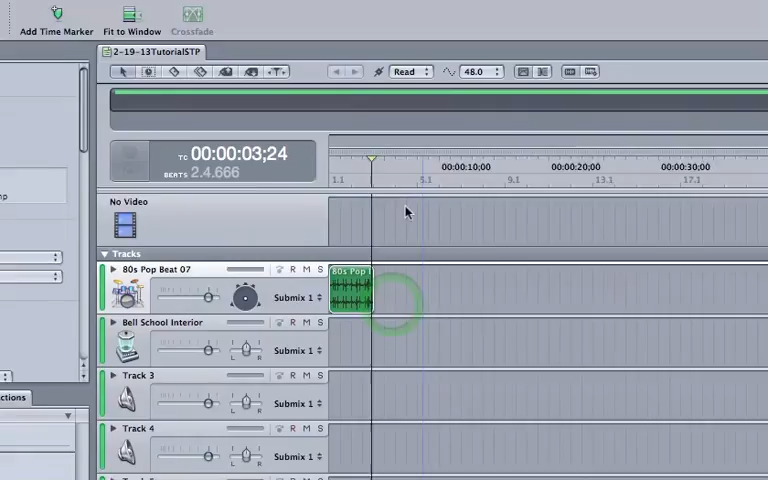 Add Time Marker Fit to Window Crossfade
2-19-13TutorialSTP
Read 48.0
TC 00:00:03;24
BEATS 2.4.666
00:00:10;00 00:00:20;00 00:00:30;00
1.1 5.1 9.1 13.1 17.1
No Video
Tracks
80s Pop Beat 07 R M S
80s Pop
Submix 1
Bell School Interior R M S
L R Submix 1
Track 3 R M S
L R Submix 1
ctions
Track 4 R M S
L R Submix 1